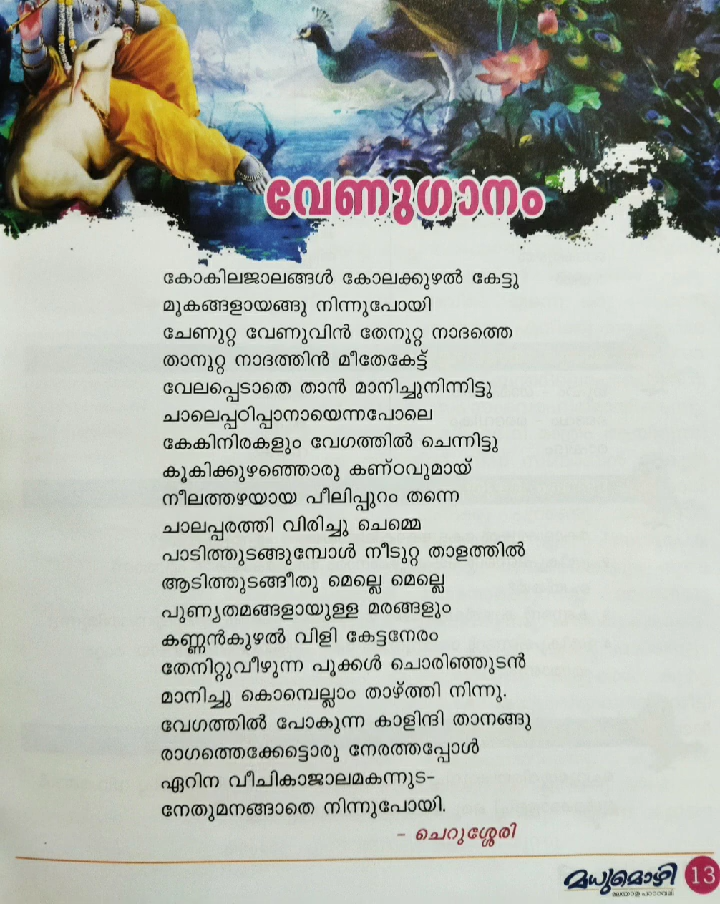 വേണുഗാനം
കോകിലജാലങ്ങൾ കോലക്കുഴൽ കേട്ടു
മൂകങ്ങളായങ്ങു നിന്നുപോയി
ചേണുറ്റ വേണുവിൻ തേനുറ്റ നാദത്തെ
താനുറ്റ നാദത്തിൻ മീതേകേട്ട്
വേലപ്പെടാതെ താൻ മാനിച്ചുനിന്നിട്ടു
ചാലെപ്പഠിപ്പാനായെന്നപോലെ
കേകിനിരകളും വേഗത്തിൽ ചെന്നിട്ടു
കൂകിക്കുഴഞ്ഞൊരു കണ്ഠവുമായ്
നീലത്തഴയായ പീലിപ്പുറം തന്നെ
ചാലപ്പരത്തി വിരിച്ചു ചെമ്മെ
പാടിത്തുടങ്ങുമ്പോൾ നീടുറ്റ താളത്തിൽ
ആടിത്തുടങ്ങീതു മെല്ലെ മെല്ലെ
പുണ്യതമങ്ങളായുള്ള മരങ്ങളും
കണ്ണൻകുഴൽ വിളി കേട്ടനേരം
തേനിറ്റുവീഴുന്ന പൂക്കൾ ചൊരിഞ്ഞുടൻ
മാനിച്ചു കൊമ്പെല്ലാം താഴ്ത്തി നിന്നു.
വേഗത്തിൽ പോകുന്ന കാളിന്ദി താനങ്ങു
രാഗത്തെക്കേട്ടൊരു നേരത്തപ്പോൾ
ഏറിന വീചികാജാലമകന്നുട-
നേതുമനങ്ങാതെ നിന്നുപോയി.
- ചെറുശ്ശേരി
മധുമൊഴി 13